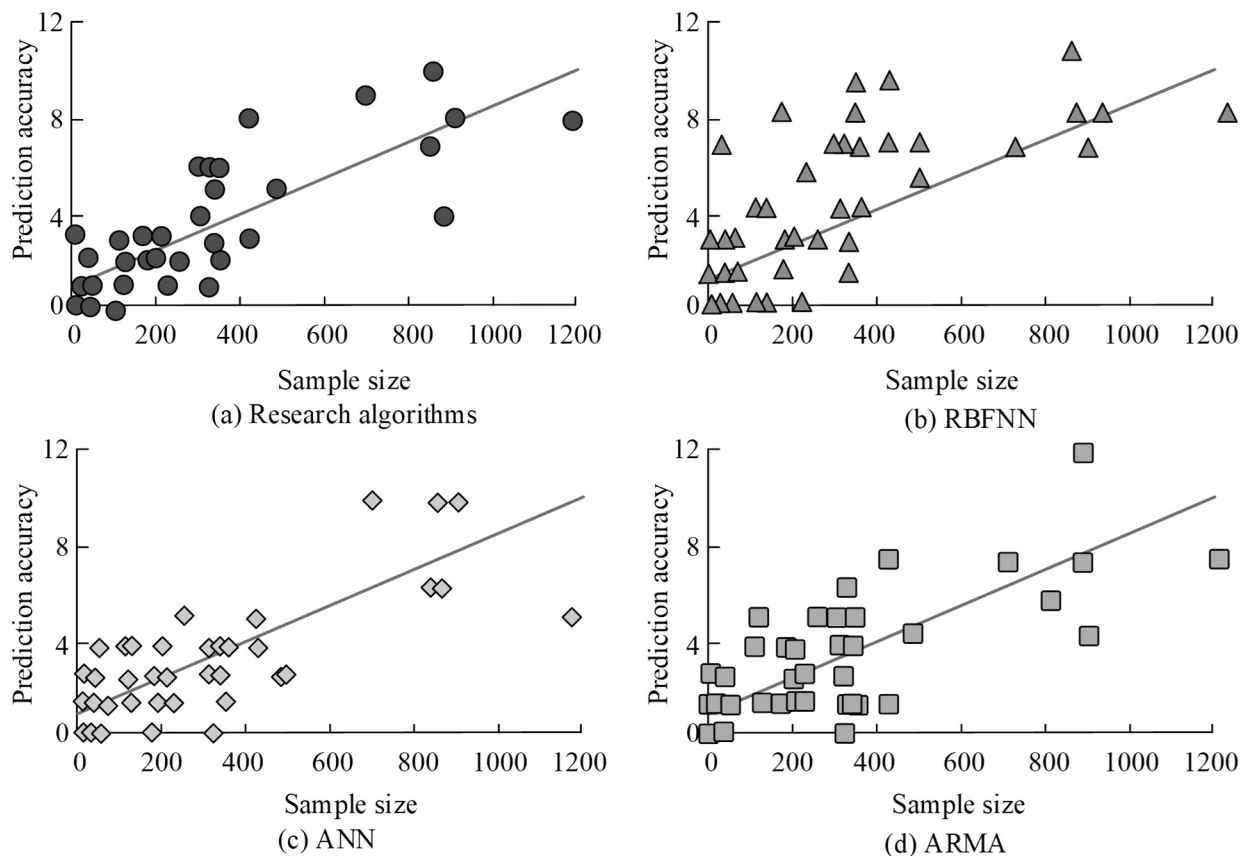 12
8
4
0
Prediction accuracy
0 200 400 600 800 1000 1200
Sample size
(a) Research algorithms
12
8
4
0
Prediction accuracy
0 200 400 600 800 1000 1200
Sample size
(b) RBFNN
12
8
4
0
Prediction accuracy
0 200 400 600 800 1000 1200
Sample size
(c) ANN
12
8
4
0
Prediction accuracy
0 200 400 600 800 1000 1200
Sample size
(d) ARMA